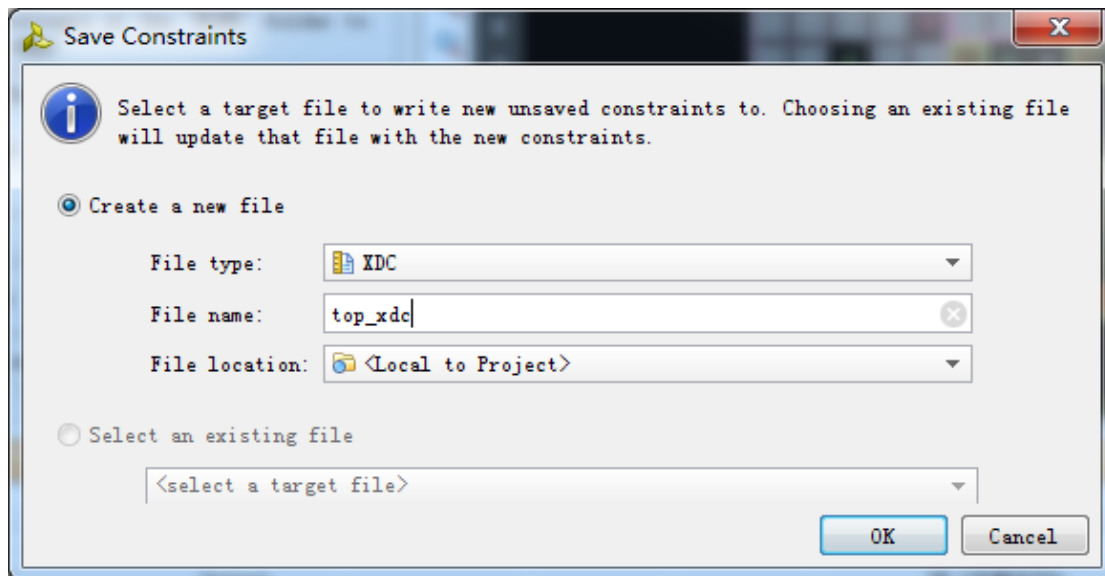 Save Constraints
Select a target file to write new unsaved constraints to. Choosing an existing file
will update that file with the new constraints.
Create a new file
File type: XDC
File name: top_xdc
File location: <Local to Project>
Select an existing file
<select a target file>
OK Cancel